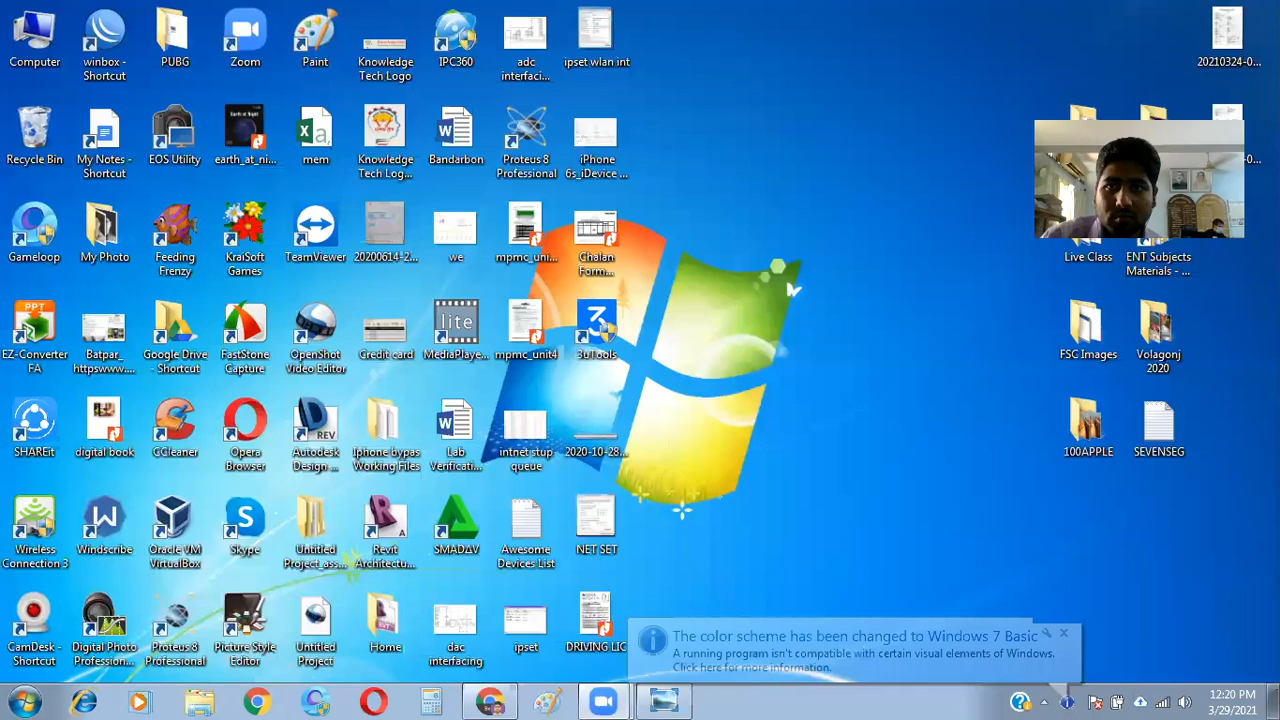 Computer
winbox -
Shortcut
PUBG
Zoom
Paint
Knowledge
Tech Logo
IPC360
adc
interfaci...
ipset wlan int
20210324-0...
Recycle Bin
My Notes -
Shortcut
EOS Utility
earth_at_ni...
mem
Knowledge
Tech Log...
Bandarbon
Proteus 8
Professional
iPhone
6s_iDevice ...
Gameloop
My Photo
Feeding
Frenzy
KraiSoft
Games
TeamViewer
20200614-2...
we
mpmc_uni...
Chalan
Form...
Live Class
ENT Subjects
Materials - ...
PPT
EZ-Converter
FA
Batpar_
httpswww....
Google Drive
- Shortcut
FastStone
Capture
OpenShot
Video Editor
Credit card
lite
MediaPlaye...
mpmc_unit4
3uTools
FSC Images
Volagonj
2020
SHAREit
digital book
CCleaner
Opera
Browser
REV
Autodesk
Design ...
Iphone bypas
Working Files
Lab
Verificati...
intnet stup
queue
2020-10-28...
100APPLE
SEVENSEG
Wireless
Connection 3
Windscribe
Oracle VM
VirtualBox
Skype
Untitled
Project_ass...
Revit
Architectu...
SMADΔV
Awesome
Devices List
NET SET
CamDesk -
Shortcut
Digital Photo
Profession...
Proteus 8
Professional
Picture Style
Editor
Untitled
Project
Home
dac
interfacing
ipset
DRIVING LIC
The color scheme has been changed to Windows 7 Basic
A running program isn't compatible with certain visual elements of Windows.
Click here for more information.
12:20 PM
3/29/2021